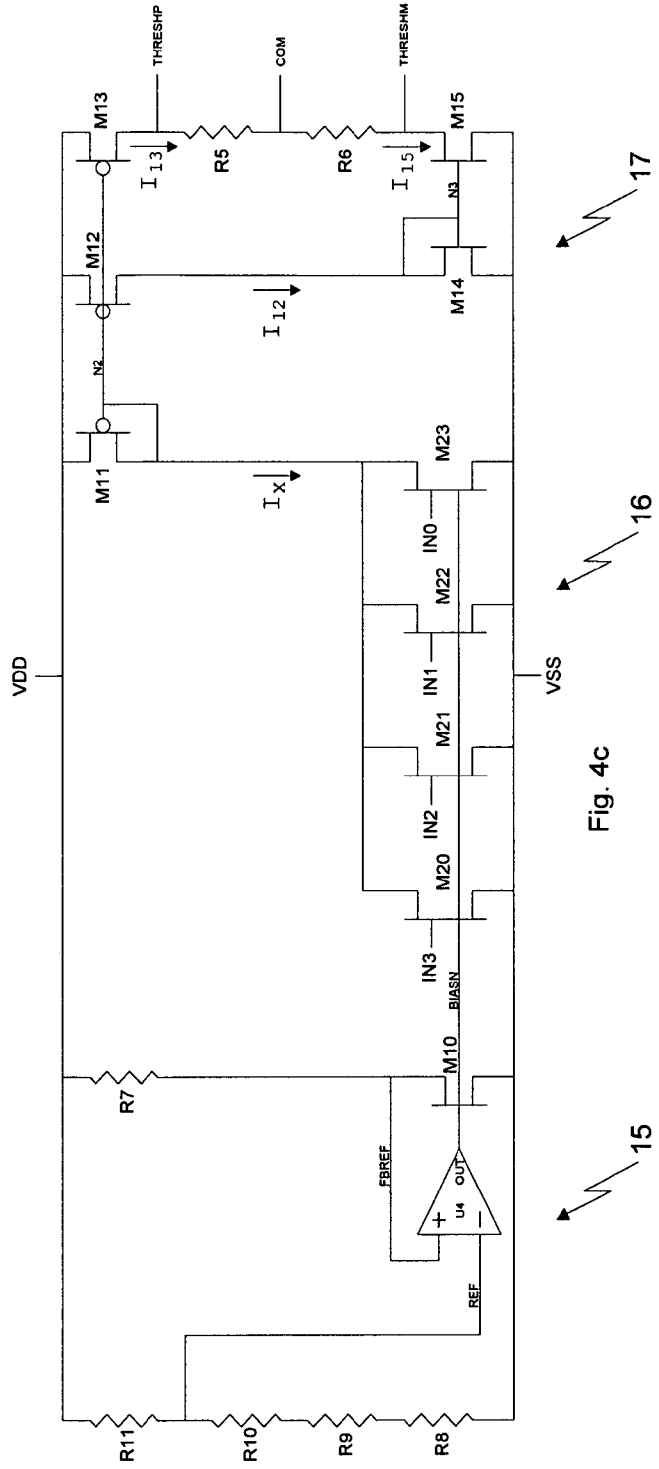 VDD
M11
N2
M12
M13
THRESHP
I13
R5
COM
R6
I15
THRESHM
IX
I12
R11
R7
R10
R9
R8
REF
FBREF
U4
+
−
OUT
M10
BIASN
IN3
M20
IN2
M21
IN1
M22
IN0
M23
M14
N3
M15
VSS
15
16
17
Fig. 4c